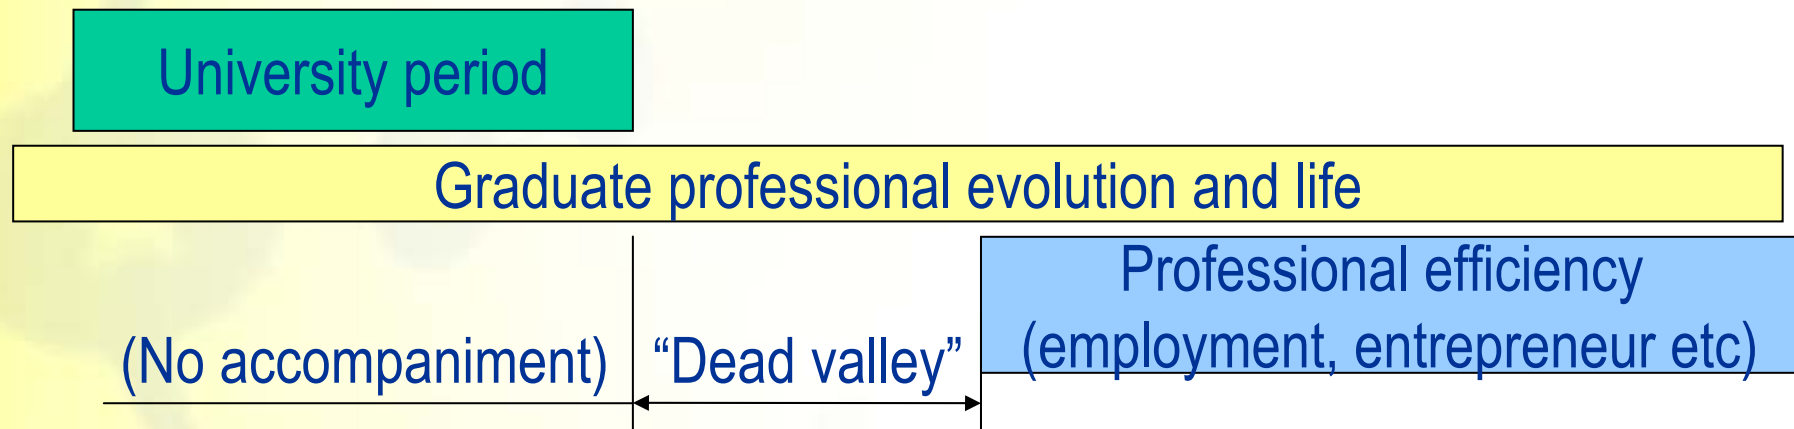 University period
Graduate professional evolution and life
Professional efficiency
(employment, entrepreneur etc)
(No accompaniment)
“Dead valley”